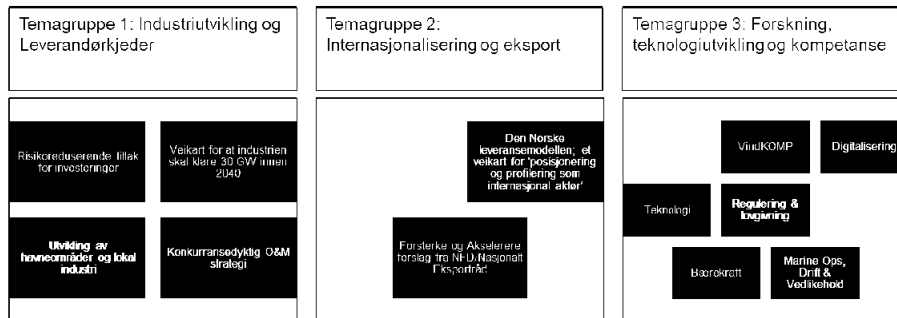 Temagruppe 1: Industriutvikling og
Leverandørkjeder
Temagruppe 2:
Internasjonalisering og eksport
Temagruppe 3: Forskning,
teknologiutvikling og kompetanse
Risikoreduserende tiltak
for investeringer
Veikart for at industrien
skal klare 30 GW innen
2040
Utvikling av
havneområder og lokal
industri
Konkurransedyktig O&M
strategi
Den Norske
leveransemodellen; et
veikart for 'posisjonering
og profilering som
internasjonal aktør'
Forsterke og Akselerere
forslag fra NFD/Nasjonalt
Eksportråd
VindKOMP
Digitalisering
Teknologi
Regulering &
lovgivning
Bærekraft
Marine Ops,
Drift &
Vedlikehold